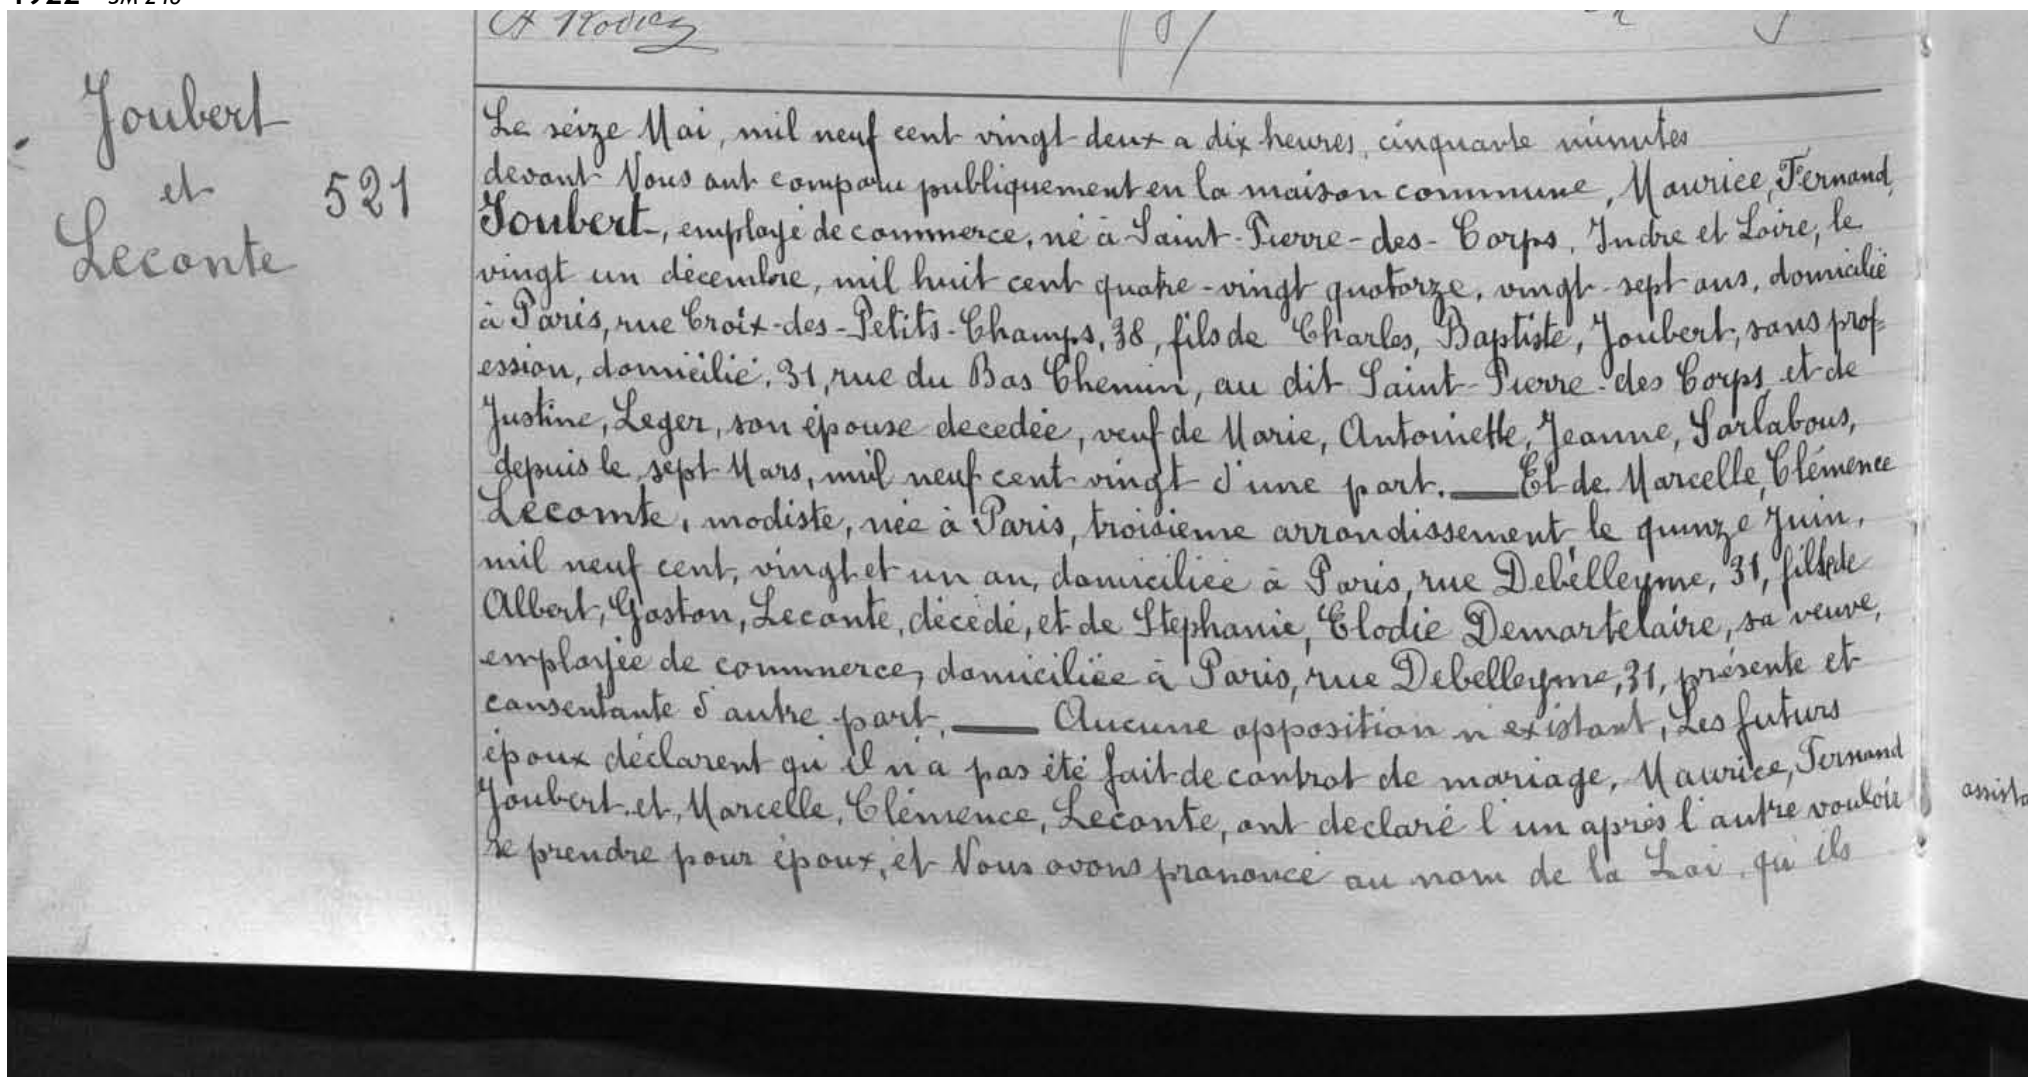 Joubert
et 521
Leconte
Le seize Mai, mil neuf cent vingt deux a dix heures, cinquante minutes
devant Nous ont comparu publiquement en la maison commune, Maurice, Fernand,
Joubert, employé de commerce, né à Saint-Pierre-des-Corps, Indre et Loire, le
vingt un décembre, mil huit cent quatre-vingt quatorze, vingt-sept ans, domicilié
à Paris, rue Croix-des-Petits-Champs, 38, fils de Charles, Baptiste, Joubert, sans prof-
ession, domicilié, 31, rue du Bas Chemin, au dit Saint-Pierre-des Corps, et de
Justine, Leger, son épouse decedée, veuf de Marie, Antoinette, Jeanne, Sarlabous,
depuis le sept Mars, mil neuf cent vingt d'une part. — Et de Marcelle, Clémence
Lecomte, modiste, née à Paris, troisieme arrondissement le quinze Juin,
mil neuf cent, vingt et un an, domiciliée à Paris, rue Debelleyme, 31, fille de
Albert, Gaston, Leconte, décédé, et de Stephanie, Elodie Demartelaire, sa veuve,
employée de commerce, domiciliée à Paris, rue Debelleyme, 31, présente et
consentante d'autre part. — Aucune opposition n'existant, Les futurs
époux déclarent qu'il n'a pas été fait de contrat de mariage, Maurice, Fernand
Joubert et, Marcelle, Clémence, Leconte, ont declaré l'un après l'autre vouloir
se prendre pour époux, et Nous avons prononcé au nom de la Loi, qu'ils